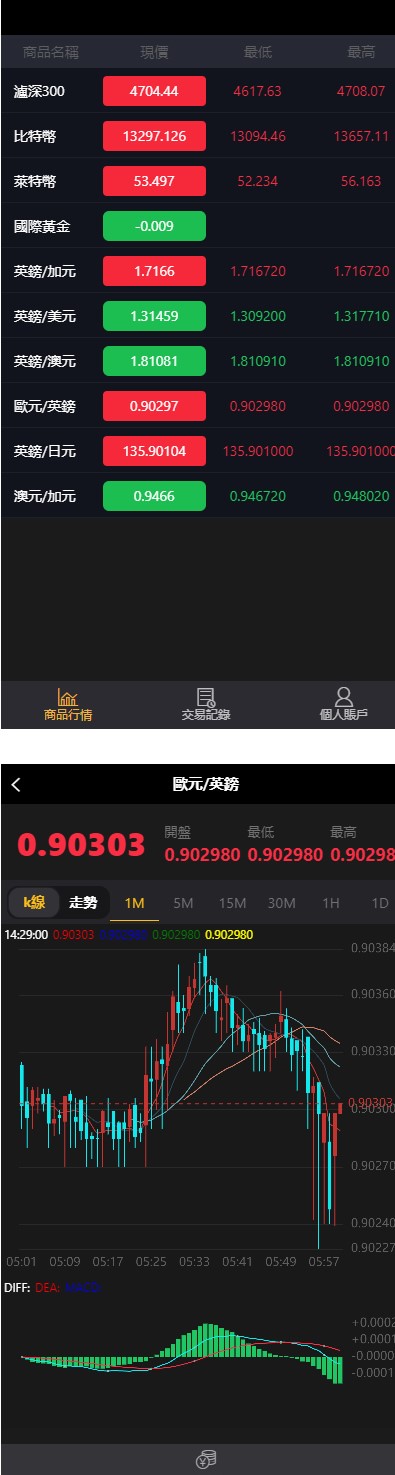 商品名稱 現價 最低 最高
瀘深300 4704.44 4617.63 4708.07
比特幣 13297.126 13094.46 13657.11
萊特幣 53.497 52.234 56.163
國際黃金 -0.009
英鎊/加元 1.7166 1.716720 1.716720
英鎊/美元 1.31459 1.309200 1.317710
英鎊/澳元 1.81081 1.810910 1.810910
歐元/英鎊 0.90297 0.902980 0.902980
英鎊/日元 135.90104 135.901000 135.901000
澳元/加元 0.9466 0.946720 0.948020
商品行情 交易記錄 個人賬戶
歐元/英鎊
0.90303 開盤 最低 最高
0.902980 0.902980 0.90298
k線 走勢 1M 5M 15M 30M 1H 1D
14:29:00 0.90303 0.902980 0.902980 0.902980
0.90384
0.90360
0.90330
0.90303
0.90300
0.90270
0.90240
0.90227
05:01 05:09 05:17 05:25 05:33 05:41 05:49 05:57
DIFF: DEA: MACD:
+0.0002
+0.0001
-0.0000
-0.0001